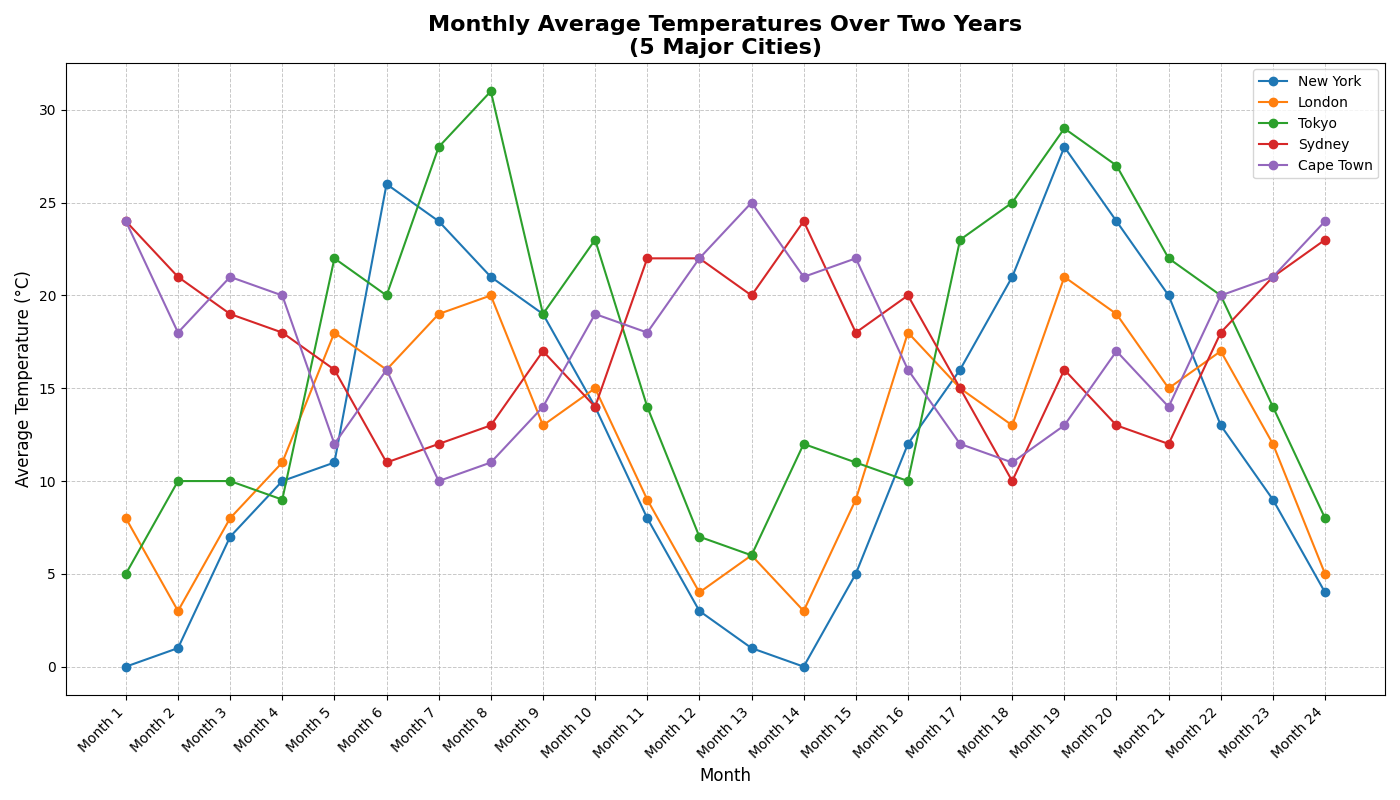 Monthly Average Temperatures Over Two Years
(5 Major Cities)
New York
London
Tokyo
Sydney
Cape Town
Average Temperature (°C)
30
25
20
15
10
5
0
Month 1
Month 2
Month 3
Month 4
Month 5
Month 6
Month 7
Month 8
Month 9
Month 10
Month 11
Month 12
Month 13
Month 14
Month 15
Month 16
Month 17
Month 18
Month 19
Month 20
Month 21
Month 22
Month 23
Month 24
Month